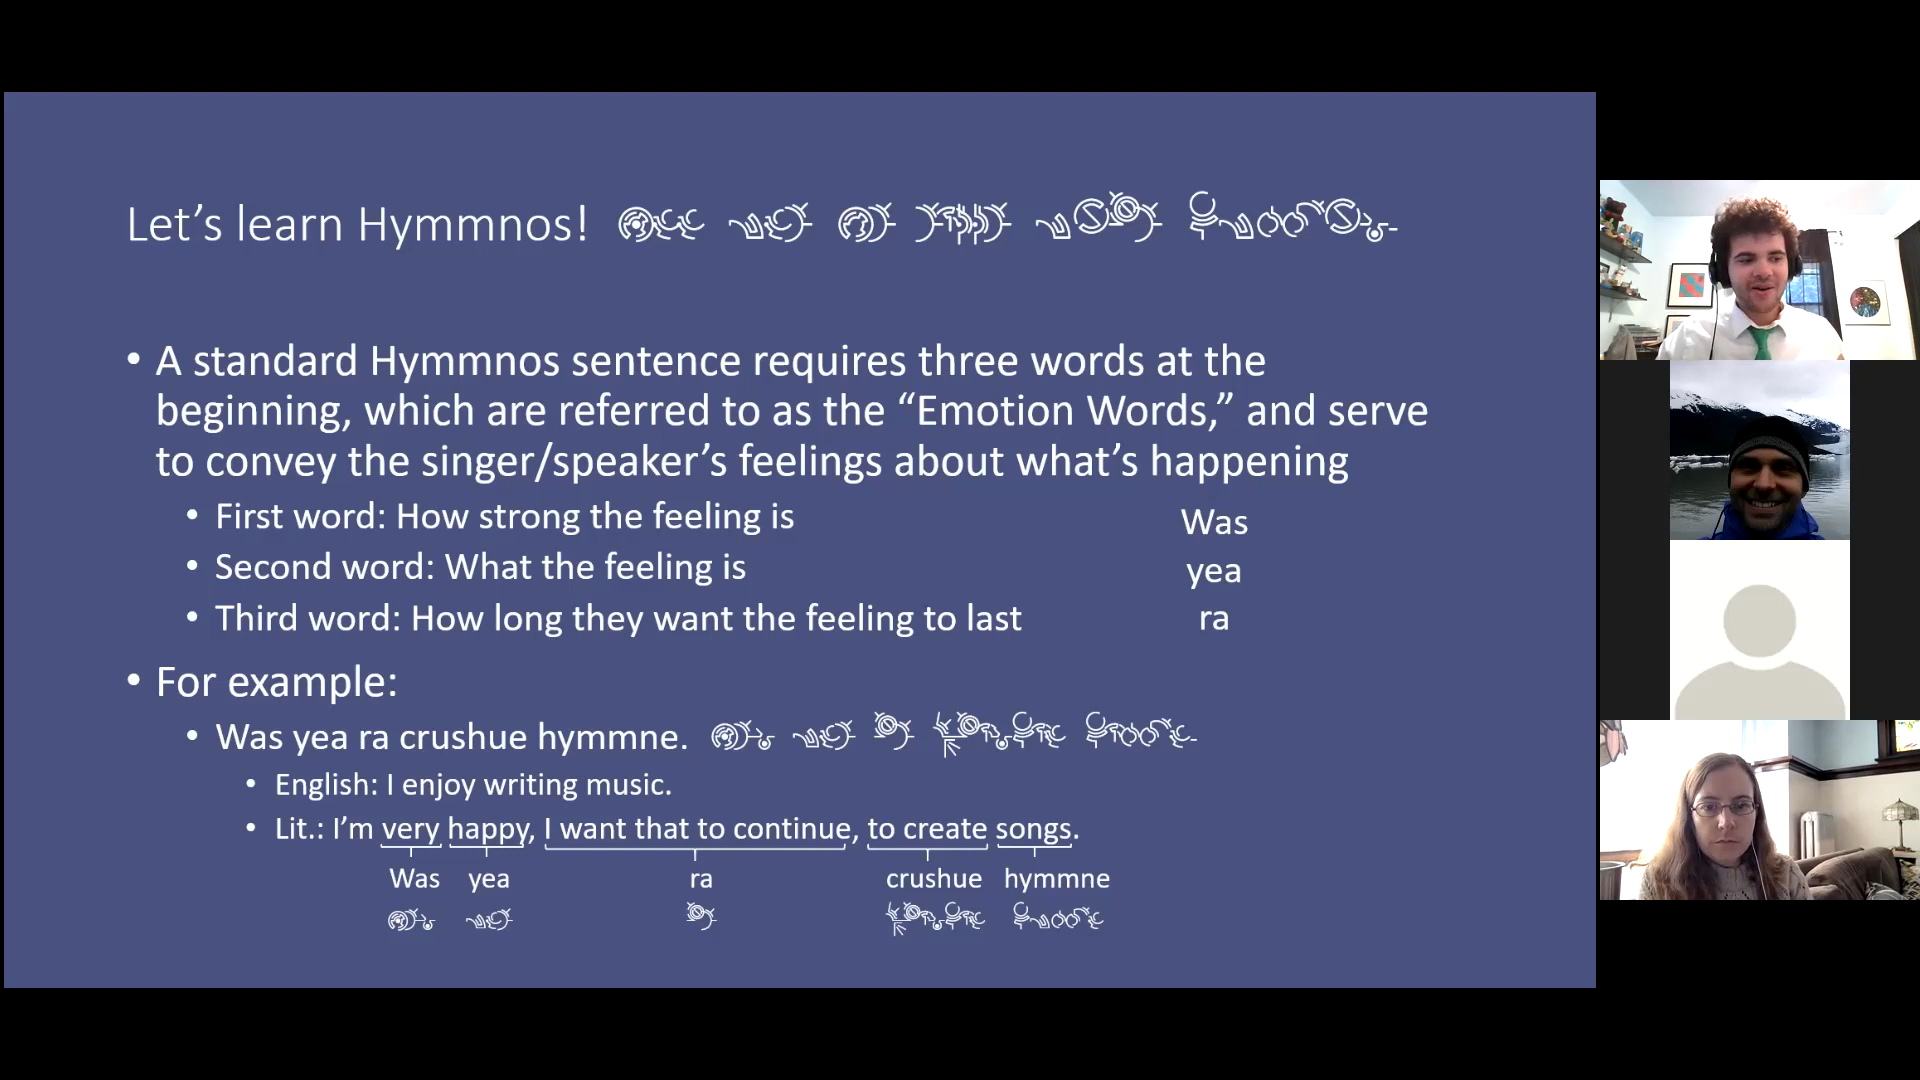 Let’s learn Hymmnos!
• A standard Hymmnos sentence requires three words at the
beginning, which are referred to as the “Emotion Words,” and serve
to convey the singer/speaker’s feelings about what’s happening
• First word: How strong the feeling is
Was
• Second word: What the feeling is
yea
• Third word: How long they want the feeling to last
ra
• For example:
• Was yea ra crushue hymmne.
• English: I enjoy writing music.
• Lit.: I’m very happy, I want that to continue, to create songs.
Was yea ra crushue hymmne